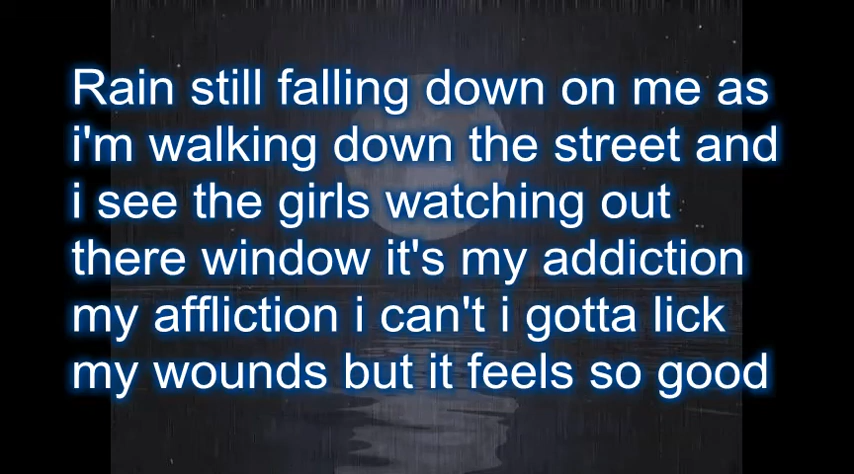 Rain still falling down on me as
i'm walking down the street and
i see the girls watching out
there window it's my addiction
my affliction i can't i gotta lick
my wounds but it feels so good